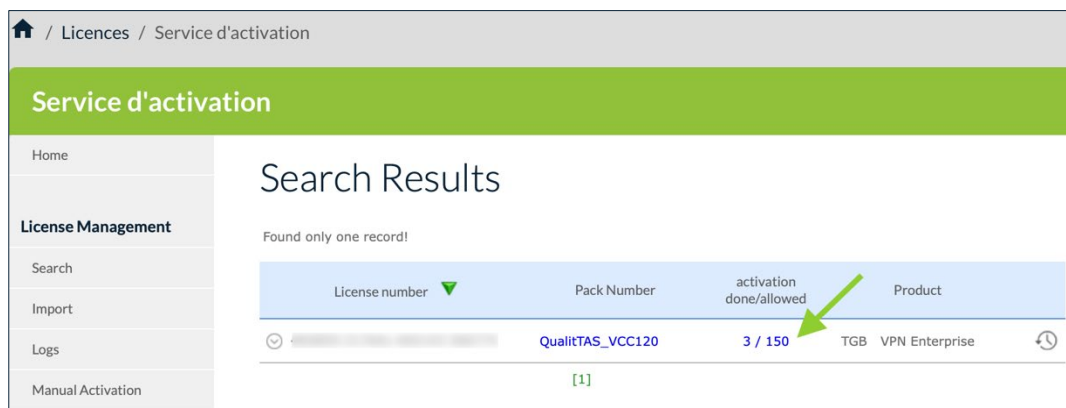 / Licences / Service d'activation
Service d'activation
Home
License Management
Search
Import
Logs
Manual Activation
Search Results
Found only one record!
License number Pack Number activation done/allowed Product
QualitTAS_VCC120 3 / 150 TGB VPN Enterprise
[1]